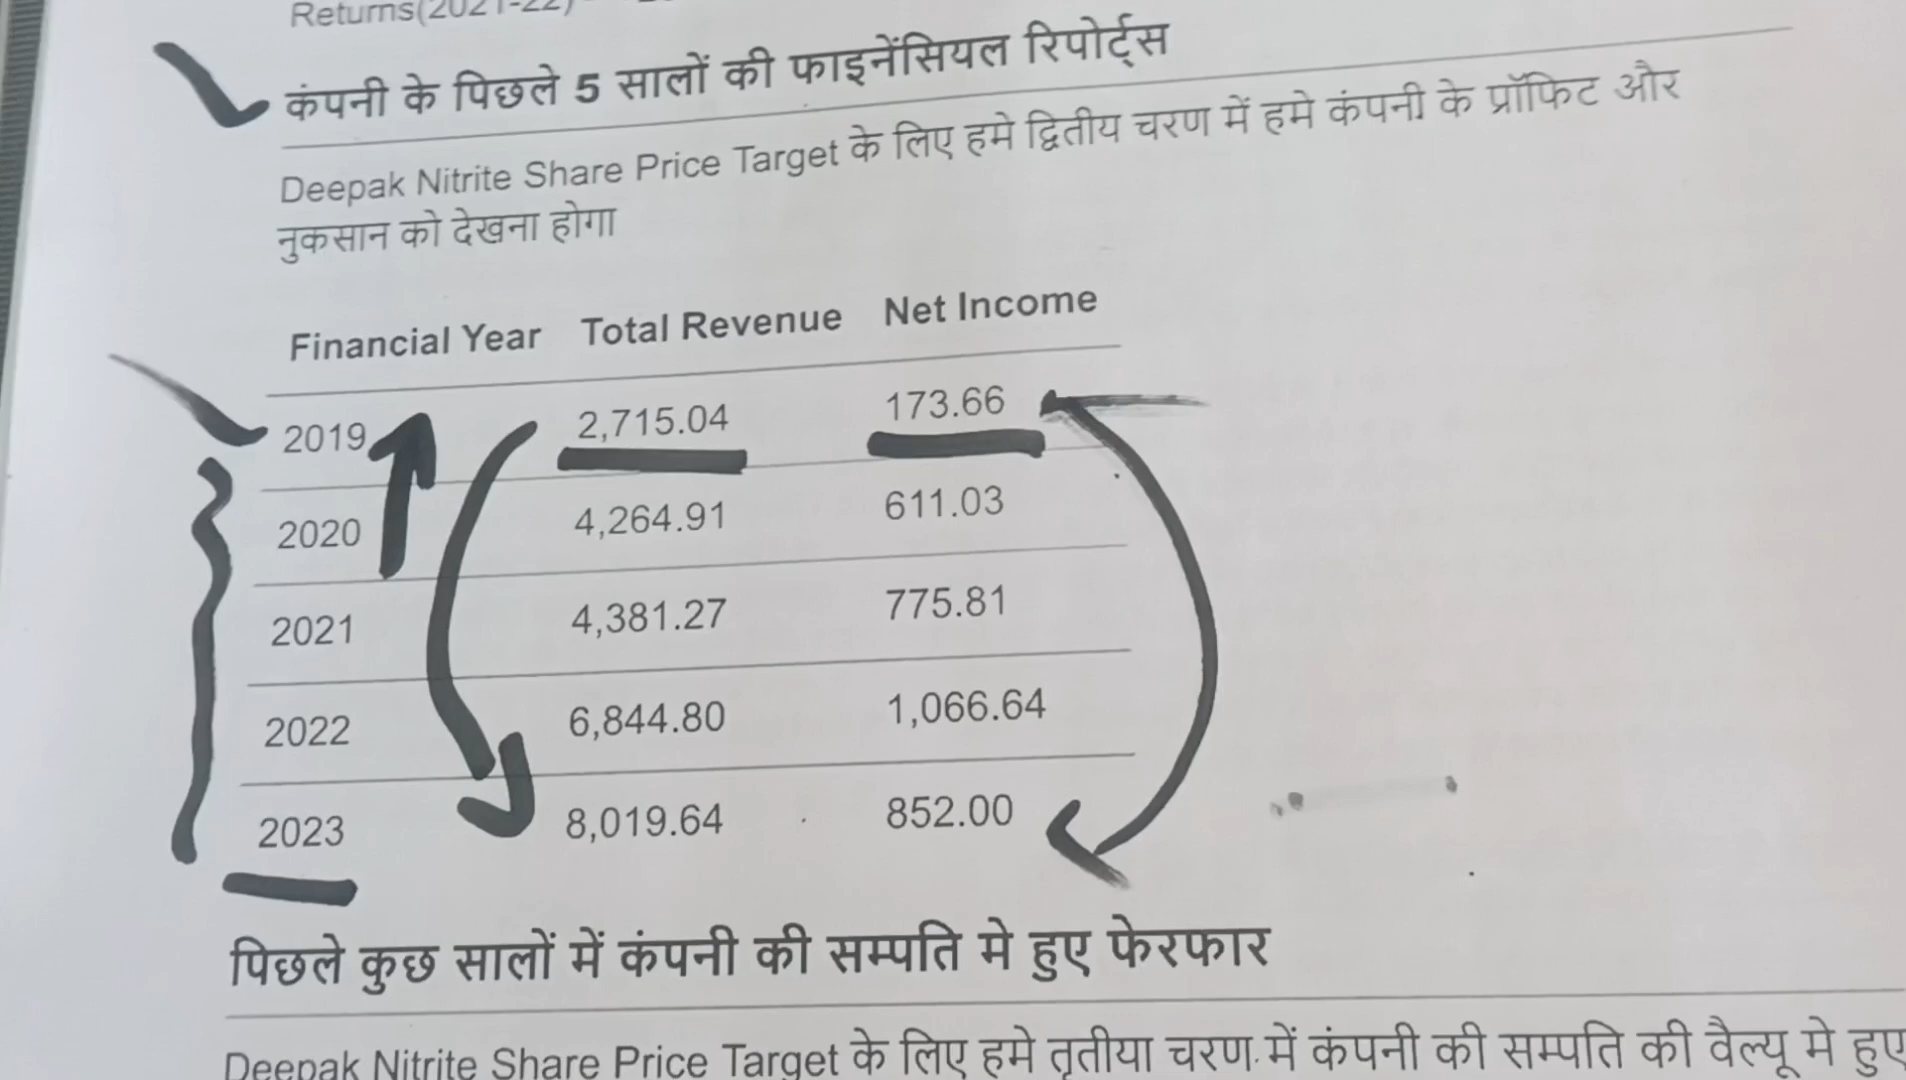 Returns(2021-22)
कंपनी के पिछले 5 सालों की फाइनेंसियल रिपोर्ट्स
Deepak Nitrite Share Price Target के लिए हमे द्वितीय चरण में हमे कंपनी के प्रॉफिट और
नुकसान को देखना होगा
Financial Year Total Revenue Net Income
2019 2,715.04 173.66
2020 4,264.91 611.03
2021 4,381.27 775.81
2022 6,844.80 1,066.64
2023 8,019.64 852.00
पिछले कुछ सालों में कंपनी की सम्पति मे हुए फेरफार
Deepak Nitrite Share Price Target के लिए हमे तृतीया चरण में कंपनी की सम्पति की वैल्यू मे हुए